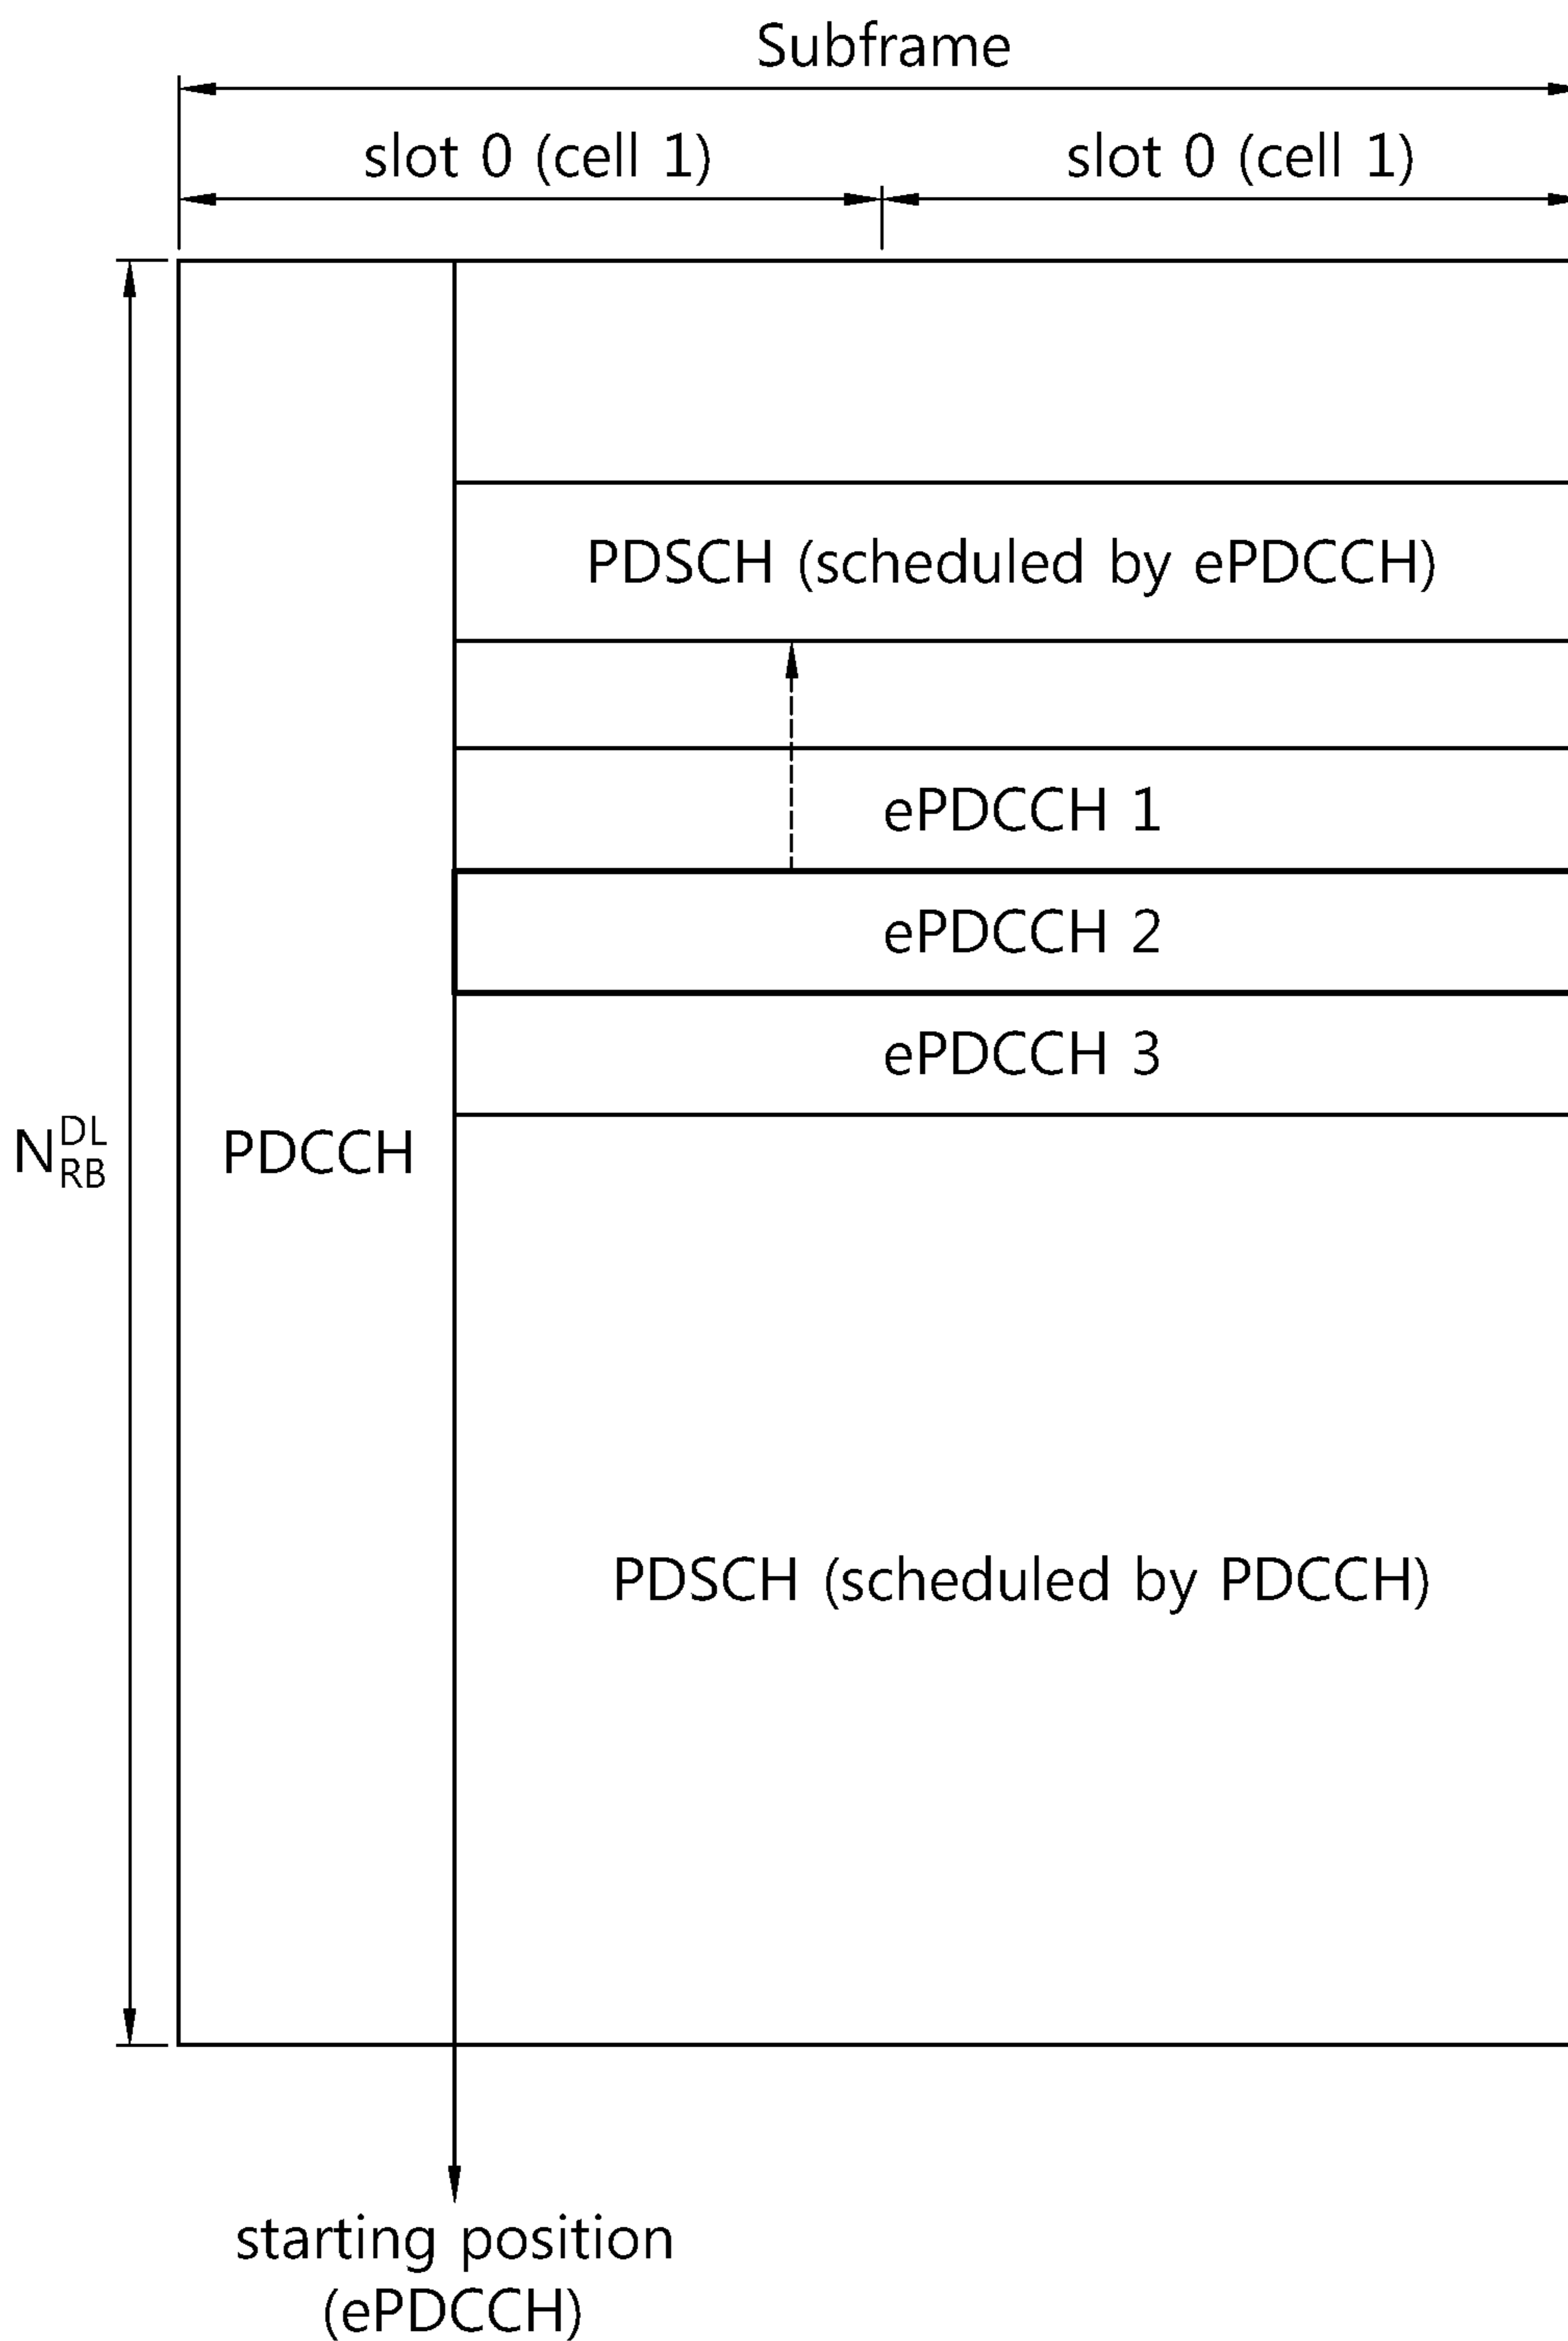 Subframe
slot 0 (cell 1) slot 0 (cell 1)
PDSCH (scheduled by ePDCCH)
ePDCCH 1
ePDCCH 2
ePDCCH 3
N DL RB
PDCCH
PDSCH (scheduled by PDCCH)
starting position
(ePDCCH)